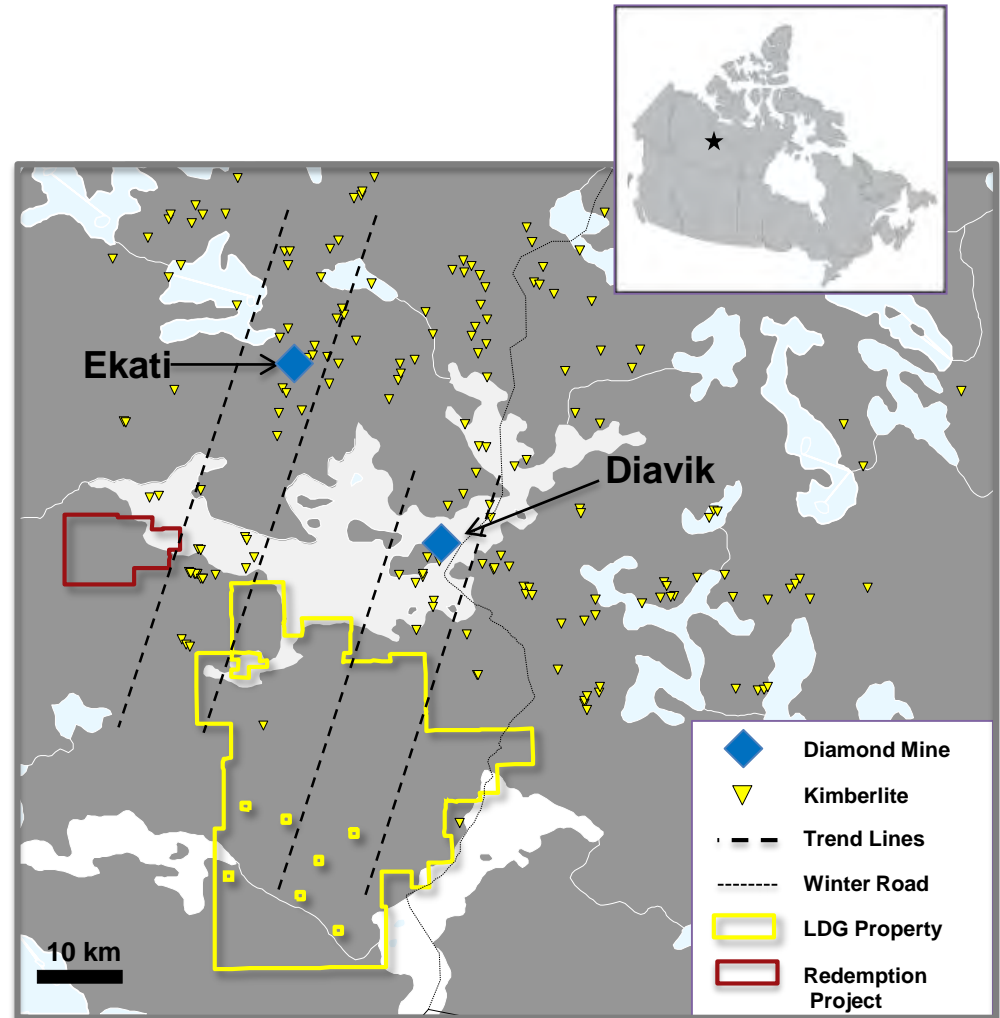 Ekati
Diavik
10 km
Diamond Mine
Kimberlite
Trend Lines
Winter Road
LDG Property
Redemption
Project